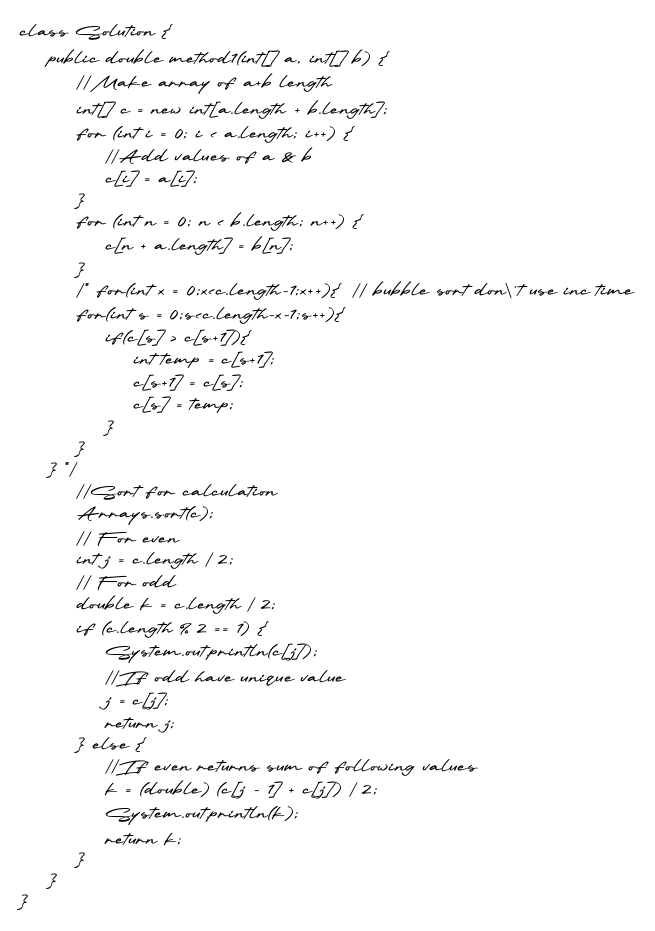 class Solution {
public double method1(int[] a, int[] b) {
//Make array of a+b length
int[] c = new int[a.length + b.length];
for (int i = 0; i < a.length; i++) {
//Add values of a & b
c[i] = a[i];
}
for (int n = 0; n < b.length; n++) {
c[n + a.length] = b[n];
}
/* for(int x = 0;x<c.length-1;x++){  // bubble sort don\'t use inc time
for(int s = 0;s<c.length-x-1;s++){
if(c[s] > c[s+1]){
int temp = c[s+1];
c[s+1] = c[s];
c[s] = temp;
}
}
} */
//Sort for calculation
Arrays.sort(c);
// For even
int j = c.length / 2;
// For odd
double k = c.length / 2;
if (c.length % 2 == 1) {
System.out.println(c[j]);
//If odd have unique value
j = c[j];
return j;
} else {
//If even returns sum of following values
k = (double) (c[j - 1] + c[j]) / 2;
System.out.println(k);
return k;
}
}
}